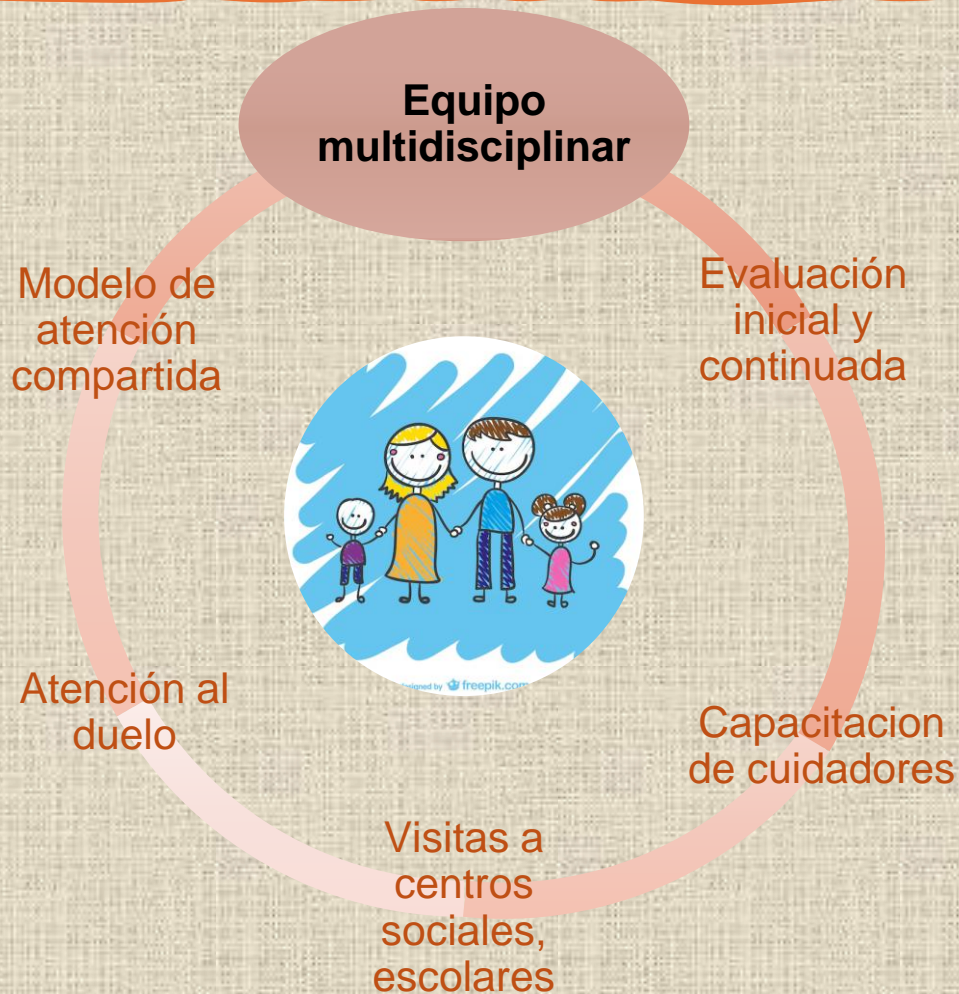 Equipo
multidisciplinar
Evaluación
inicial y
continuada
Capacitacion
de cuidadores
Visitas a
centros
sociales,
escolares
Atención al
duelo
Modelo de
atención
compartida
by freepik.com